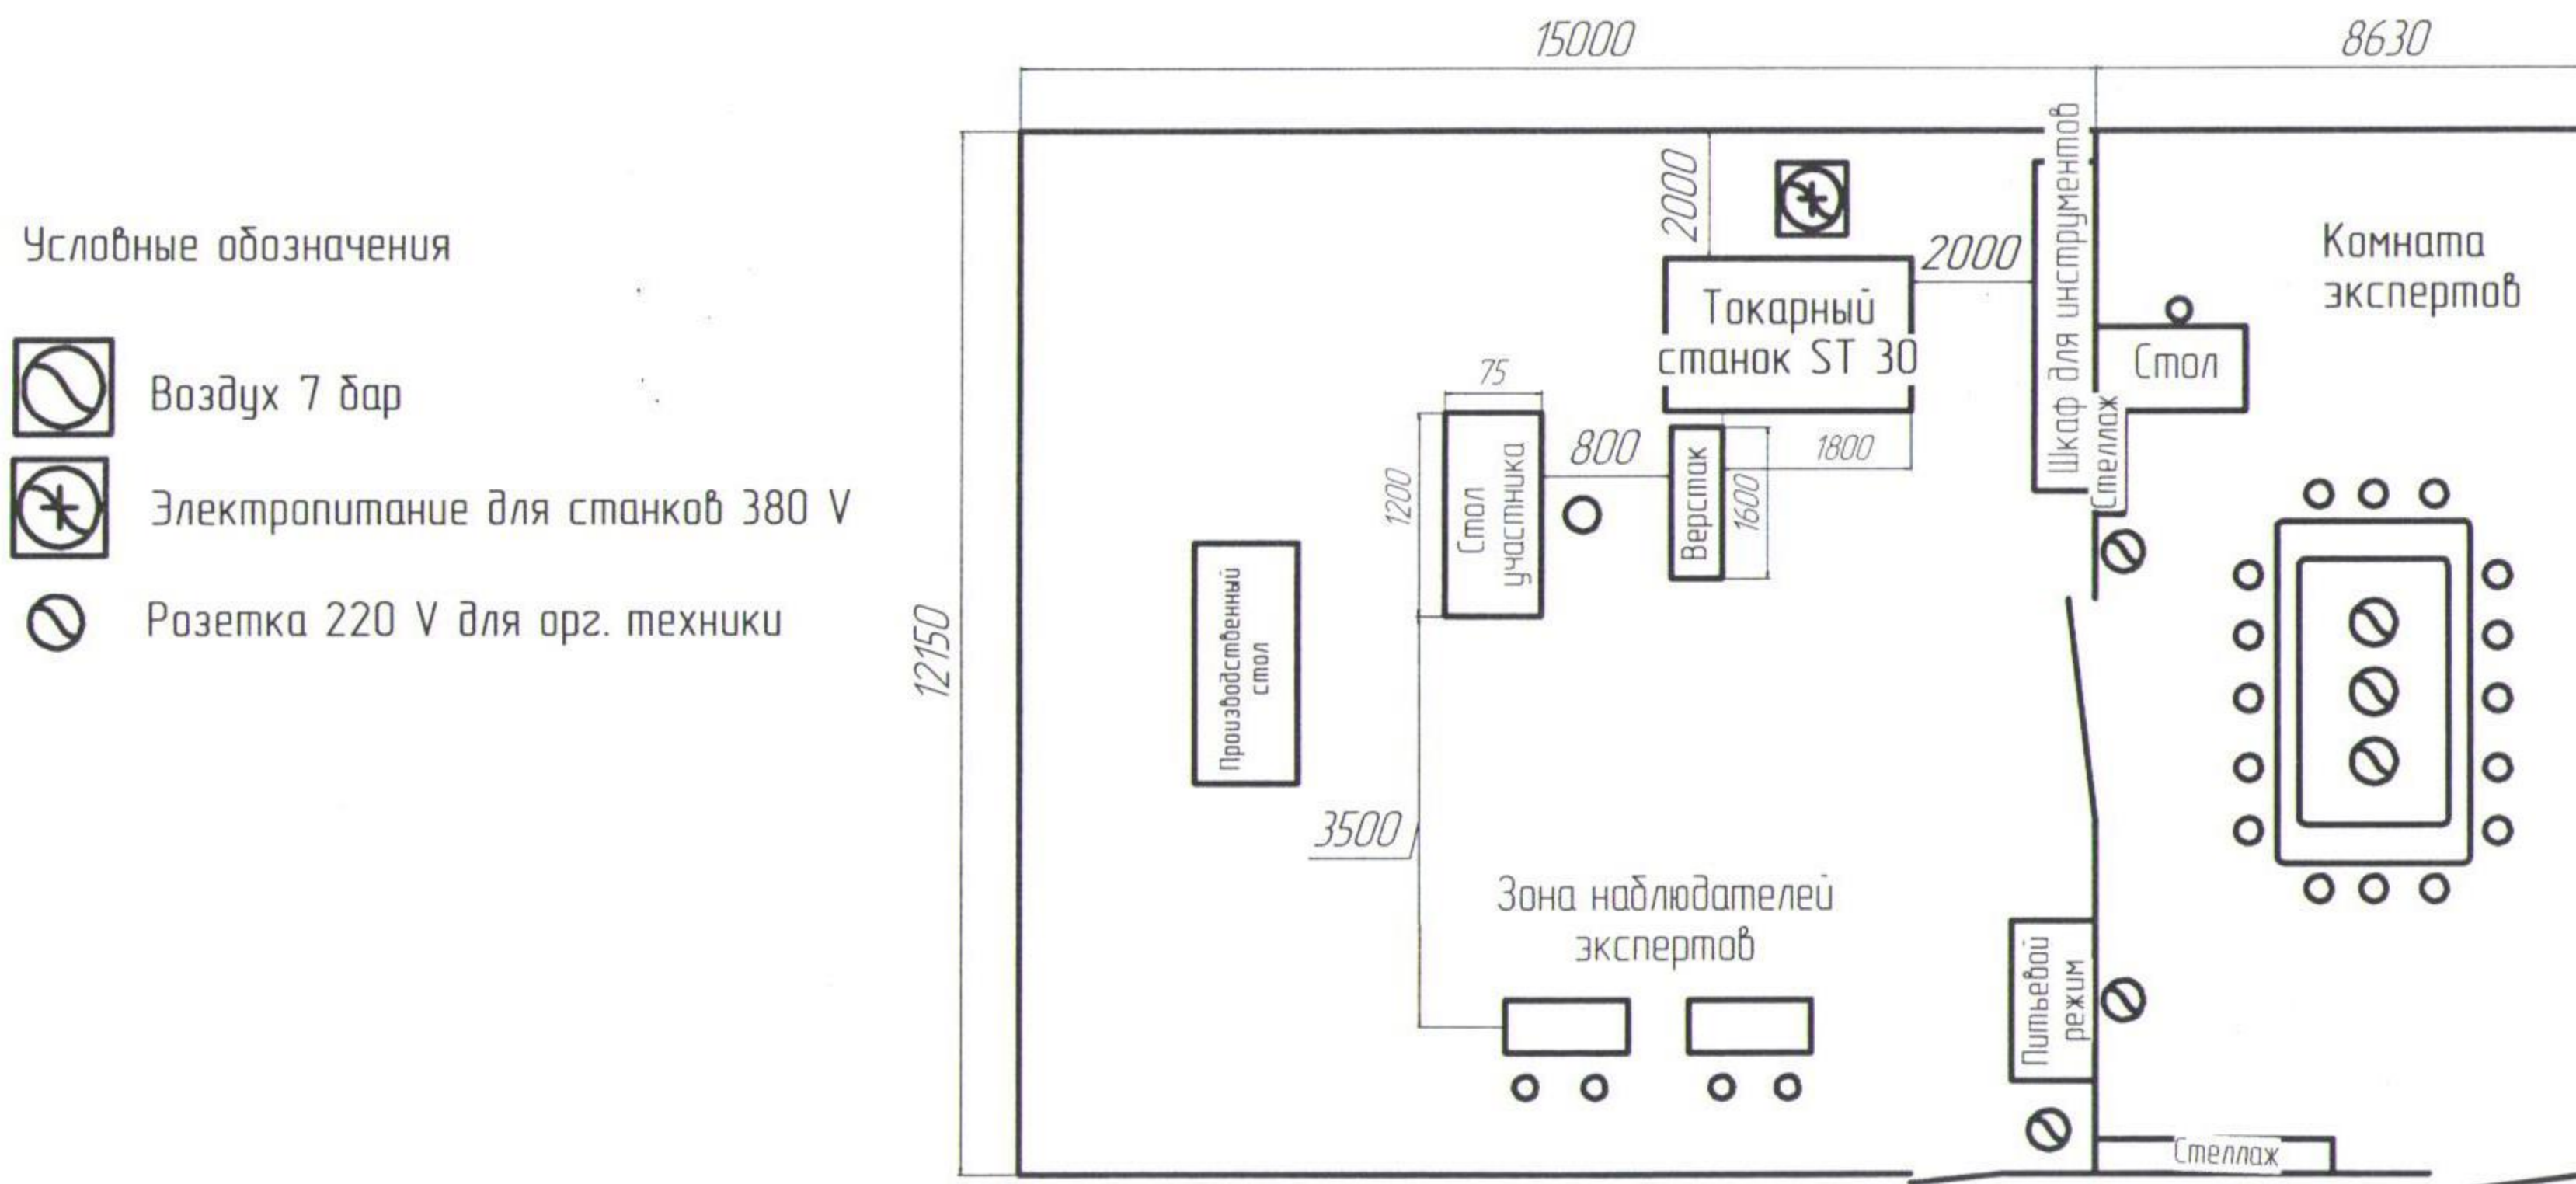 15000
8630
Условные обозначения
Воздух 7 бар
Электропитание для станков 380 V
Розетка 220 V для орг. техники
12150
2000
2000
Токарный
станок ST 30
Шкаф для инструментов
Комната
экспертов
Стол
Стеллаж
75
1200
Стол
участника
800
Верстак
1600
1800
Производственный
стол
3500
Зона наблюдателей
экспертов
Питьевой
режим
Стеллаж